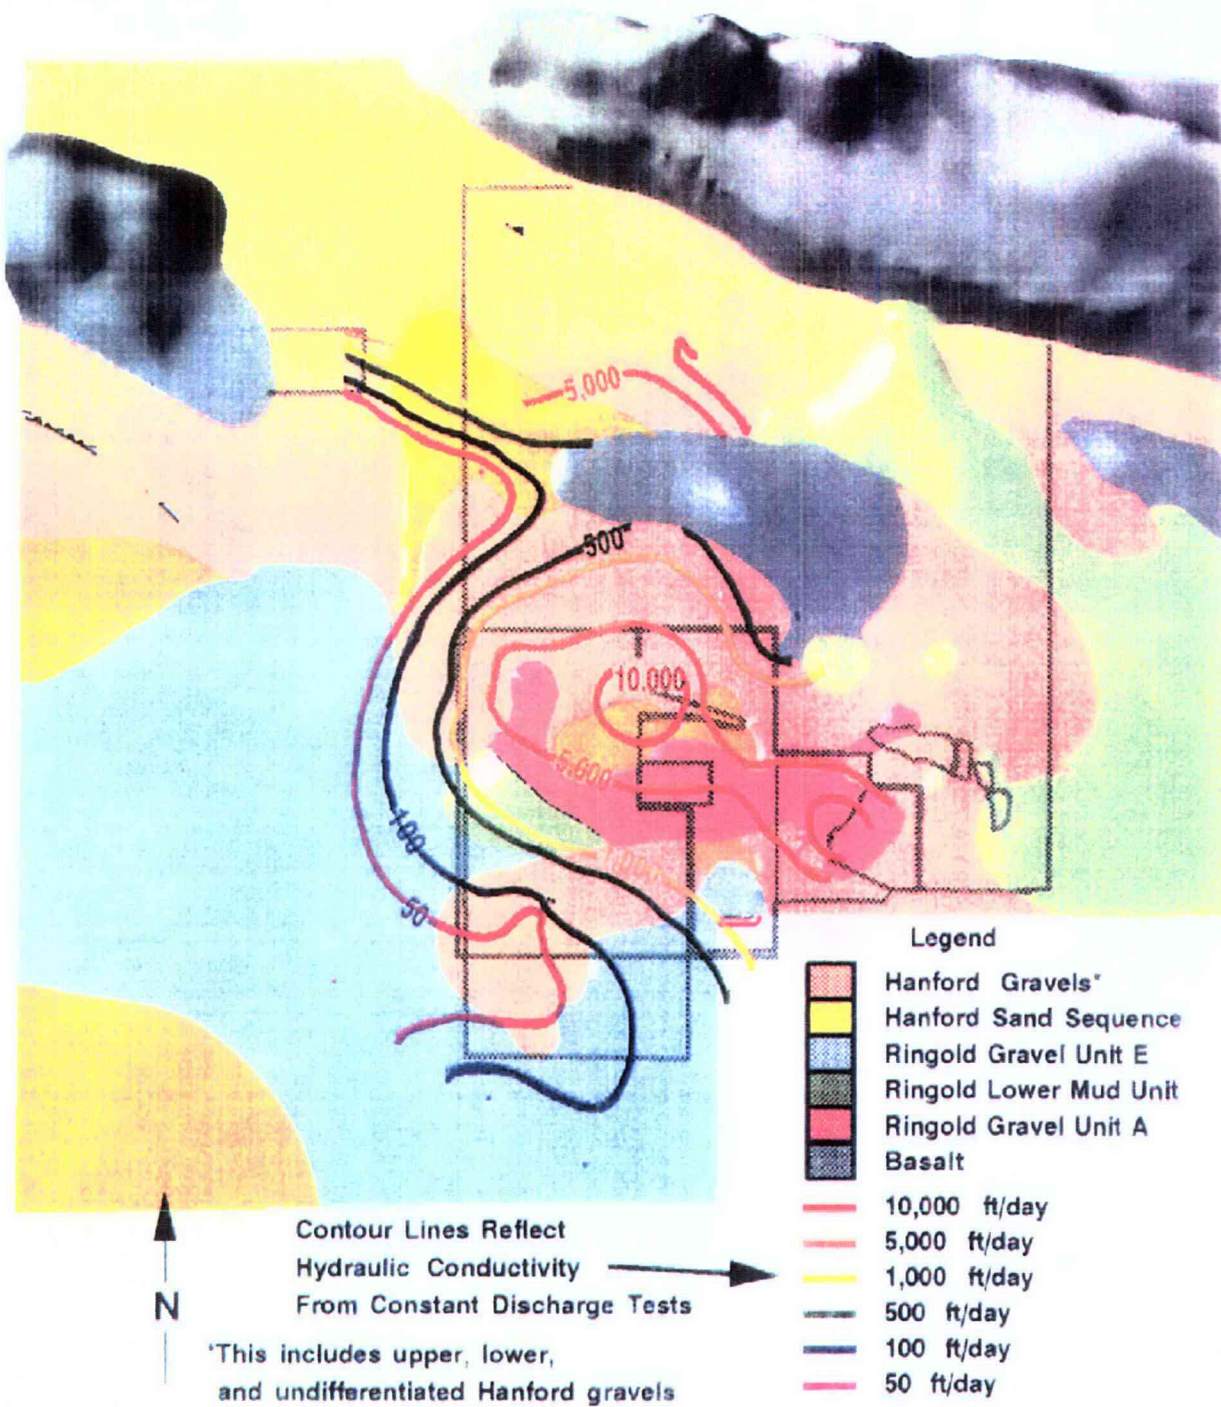 5,000
500
10.000
5.000
1,000
100
50
Legend
Hanford Gravels*
Hanford Sand Sequence
Ringold Gravel Unit E
Ringold Lower Mud Unit
Ringold Gravel Unit A
Basalt
10,000 ft/day
5,000 ft/day
1,000 ft/day
500 ft/day
100 ft/day
50 ft/day
Contour Lines Reflect
Hydraulic Conductivity
From Constant Discharge Tests
N
*This includes upper, lower,
and undifferentiated Hanford gravels